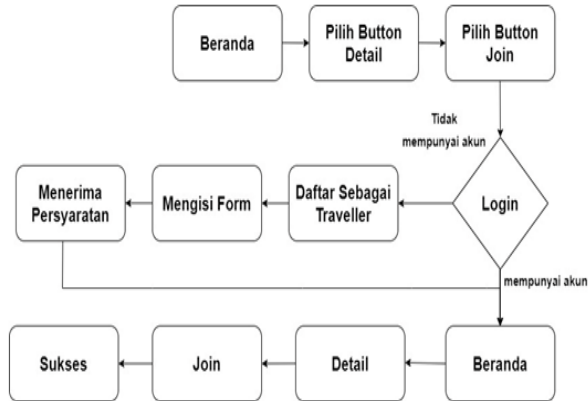 Beranda
Pilih Button
Detail
Pilih Button
Join
Tidak
mempunyai akun
Menerima
Persyaratan
Mengisi Form
Daftar Sebagai
Traveller
Login
mempunyai akun
Sukses
Join
Detail
Beranda